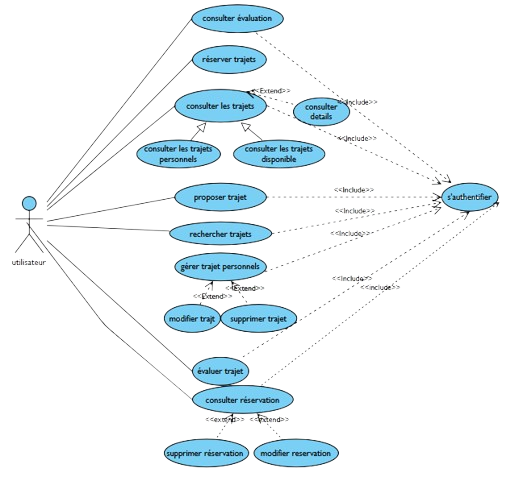 consulter évaluation
réserver trajets
<<Extend>>
consulter les trajets
consulter
details
<<Include>>
<<Include>>
consulter les trajets
personnels
consulter les trajets
disponible
proposer trajet
<<Include>>
s'authentifier
<<Include>>
rechercher trajets
<<Include>>
utilisateur
gérer trajet personnels
<<Include>>
<<Extend>>
<<Extend>>
<<include>>
modifier trajt
supprimer trajet
évaluer trajet
consulter réservation
<<extend>>
<<extend>>
supprimer réservation
modifier reservation